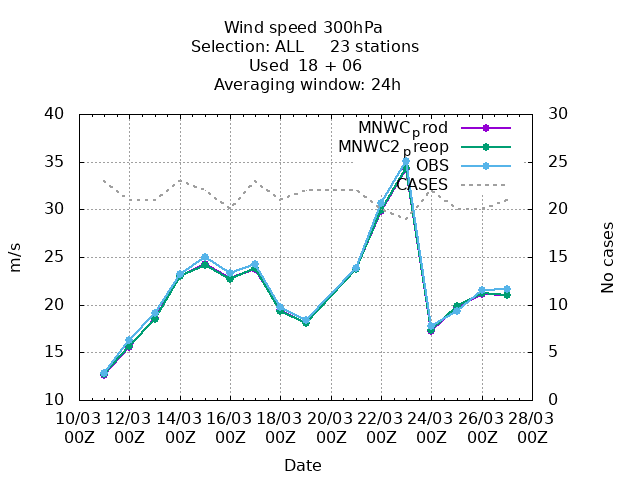 Wind speed 300hPa
Selection: ALL     23 stations
Used  18 + 06
Averaging window: 24h
40 30
MNWCprod
MNWC2preop
35 25
OBS
CASES
30 20
m/s
25 15
No cases
20 10
15 5
10 0
10/03 12/03 14/03 16/03 18/03 20/03 22/03 24/03 26/03 28/03
00Z 00Z 00Z 00Z 00Z 00Z 00Z 00Z 00Z 00Z
Date